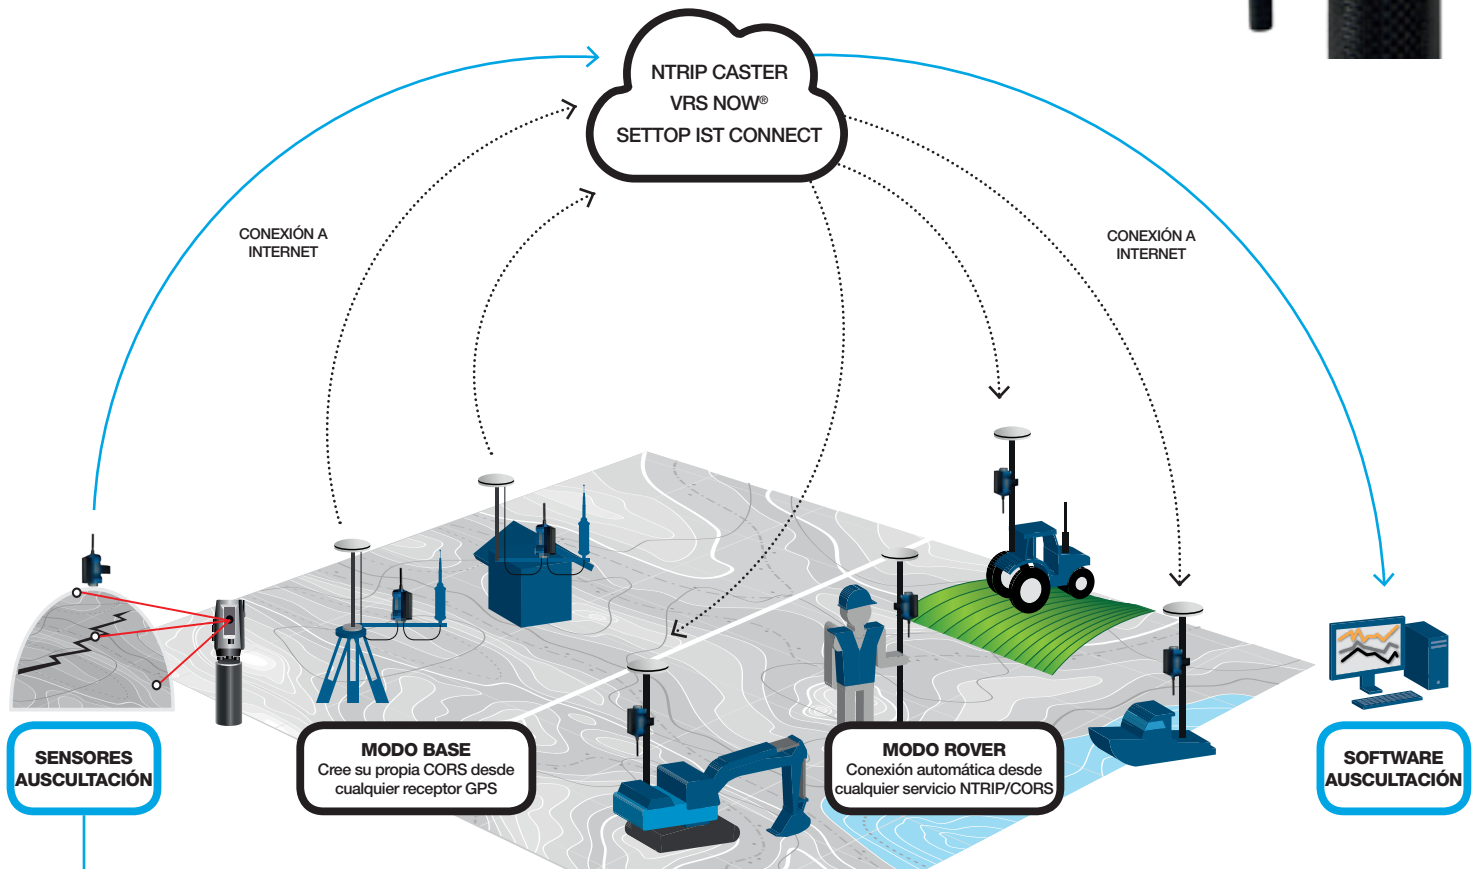 NTRIP CASTER
VRS NOW®
SETTOP IST CONNECT
CONEXIÓN A
INTERNET
CONEXIÓN A
INTERNET
SENSORES
AUSCULTACIÓN
MODO BASE
Cree su propia CORS desde
cualquier receptor GPS
MODO ROVER
Conexión automática desde
cualquier servicio NTRIP/CORS
SOFTWARE
AUSCULTACIÓN